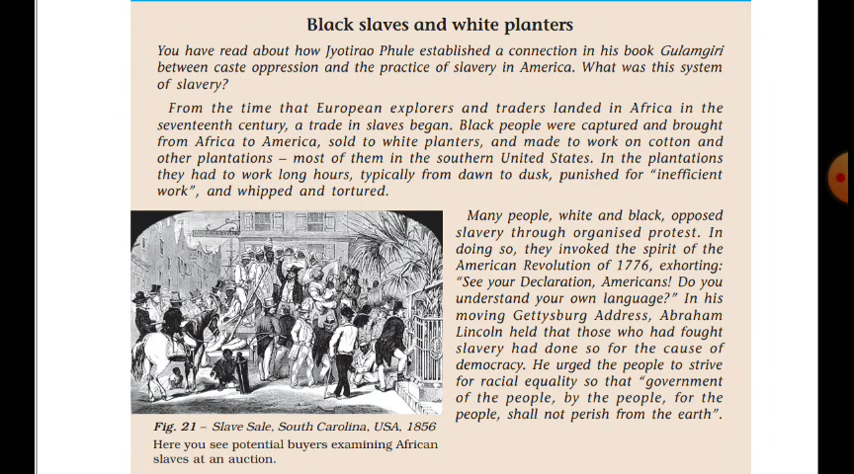 Black slaves and white planters
You have read about how Jyotirao Phule established a connection in his book Gulamgiri
between caste oppression and the practice of slavery in America. What was this system
of slavery?
From the time that European explorers and traders landed in Africa in the
seventeenth century, a trade in slaves began. Black people were captured and brought
from Africa to America, sold to white planters, and made to work on cotton and
other plantations – most of them in the southern United States. In the plantations
they had to work long hours, typically from dawn to dusk, punished for “inefficient
work”, and whipped and tortured.
Many people, white and black, opposed
slavery through organised protest. In
doing so, they invoked the spirit of the
American Revolution of 1776, exhorting:
“See your Declaration, Americans! Do you
understand your own language?” In his
moving Gettysburg Address, Abraham
Lincoln held that those who had fought
slavery had done so for the cause of
democracy. He urged the people to strive
for racial equality so that “government
of the people, by the people, for the
people, shall not perish from the earth”.
Fig. 21 – Slave Sale, South Carolina, USA, 1856
Here you see potential buyers examining African
slaves at an auction.